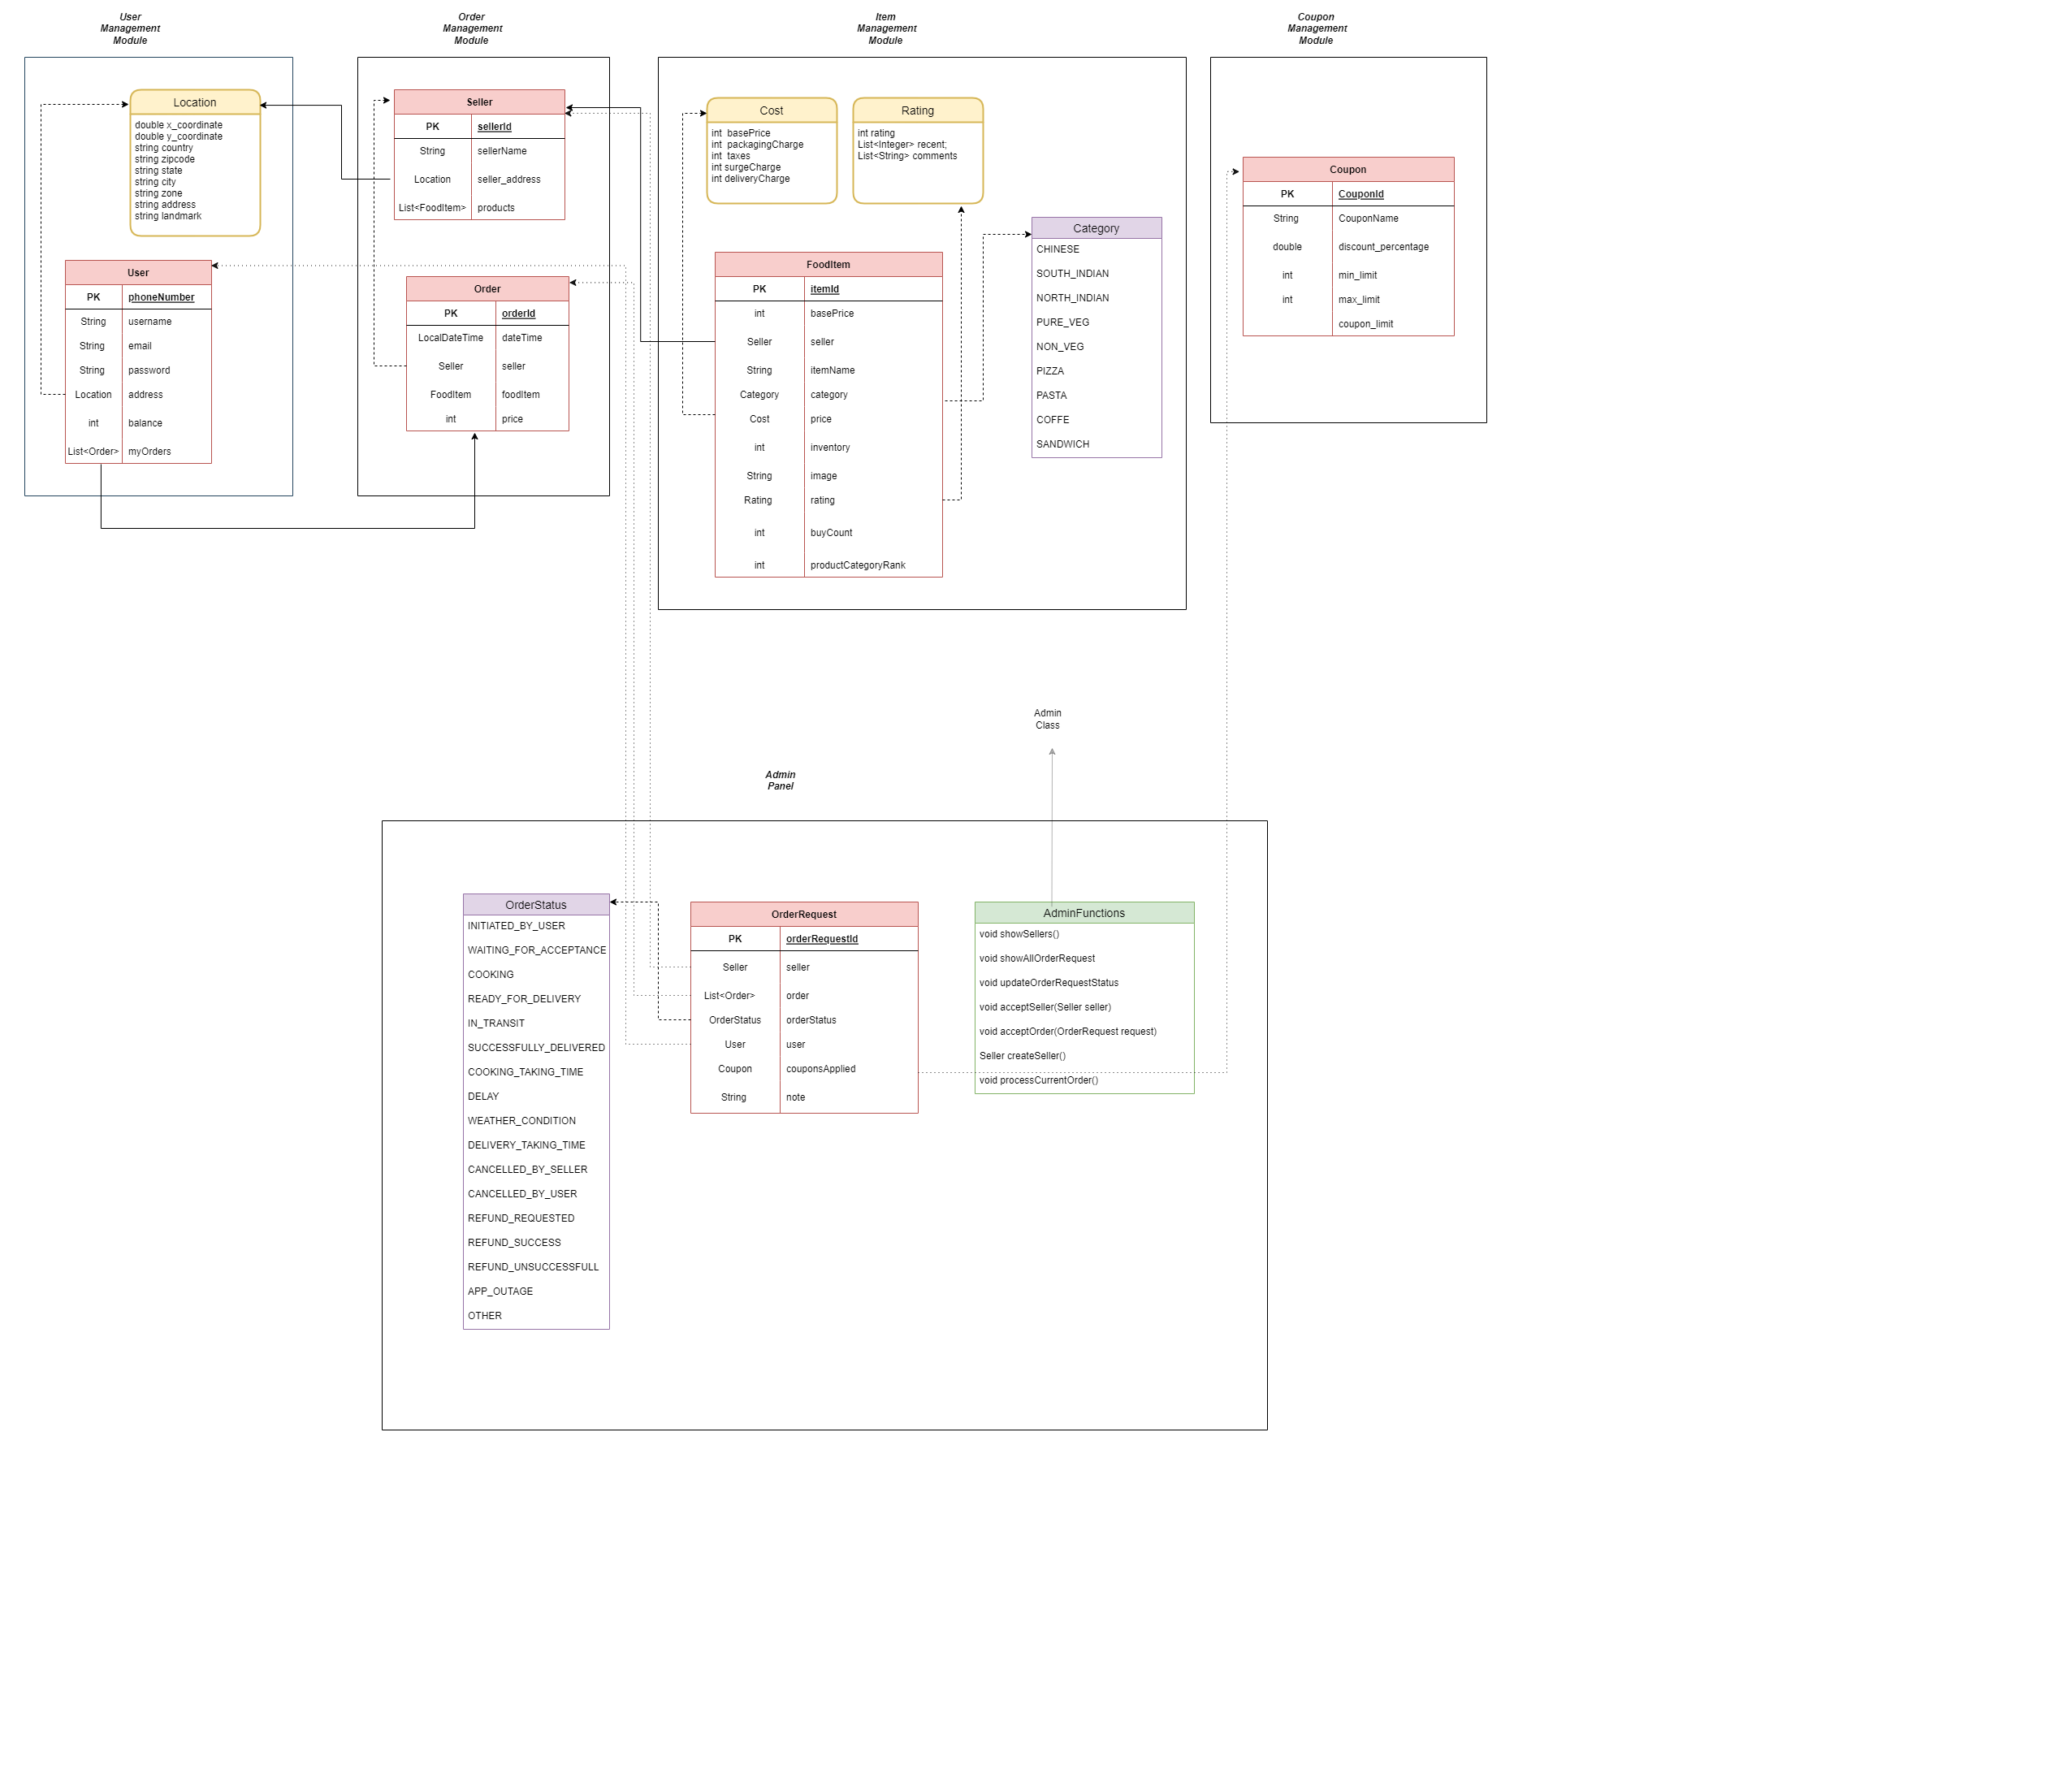 User
Management
Module
Order
Management
Module
Item
Management
Module
Coupon
Management
Module
Location
double x_coordinate
double y_coordinate
string country
string zipcode
string state
string city
string zone
string address
string landmark
User
PK phoneNumber
String username
String email
String password
Location address
int balance
List<Order> myOrders
Seller
PK sellerId
String sellerName
Location seller_address
List<FoodItem> products
Order
PK orderId
LocalDateTime dateTime
Seller seller
FoodItem foodItem
int price
Cost
int basePrice
int packagingCharge
int taxes
int surgeCharge
int deliveryCharge
Rating
int rating
List<Integer> recent;
List<String> comments
FoodItem
PK itemId
int basePrice
Seller seller
String itemName
Category category
Cost price
int inventory
String image
Rating rating
int buyCount
int productCategoryRank
Category
CHINESE
SOUTH_INDIAN
NORTH_INDIAN
PURE_VEG
NON_VEG
PIZZA
PASTA
COFFE
SANDWICH
Coupon
PK CouponId
String CouponName
double discount_percentage
int min_limit
int max_limit
coupon_limit
Admin
Class
Admin
Panel
OrderStatus
INITIATED_BY_USER
WAITING_FOR_ACCEPTANCE
COOKING
READY_FOR_DELIVERY
IN_TRANSIT
SUCCESSFULLY_DELIVERED
COOKING_TAKING_TIME
DELAY
WEATHER_CONDITION
DELIVERY_TAKING_TIME
CANCELLED_BY_SELLER
CANCELLED_BY_USER
REFUND_REQUESTED
REFUND_SUCCESS
REFUND_UNSUCCESSFULL
APP_OUTAGE
OTHER
OrderRequest
PK orderRequestId
Seller seller
List<Order> order
OrderStatus orderStatus
User user
Coupon couponsApplied
String note
AdminFunctions
void showSellers()
void showAllOrderRequest
void updateOrderRequestStatus
void acceptSeller(Seller seller)
void acceptOrder(OrderRequest request)
Seller createSeller()
void processCurrentOrder()